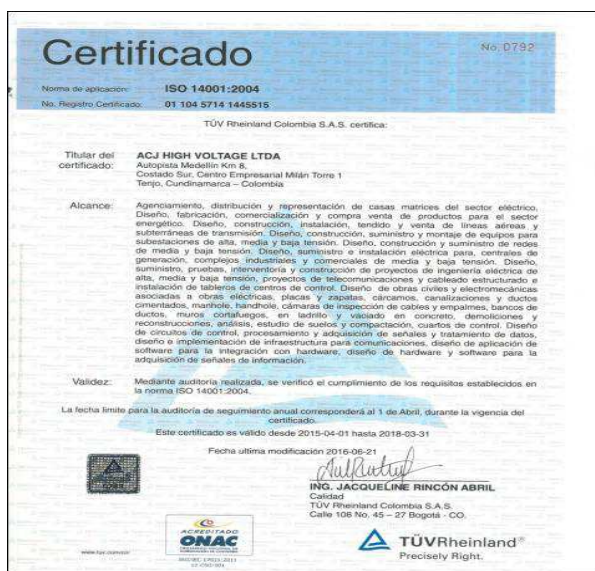 Certificado
No. 0792
Norma de aplicación: ISO 14001:2004
No. Registro Certificado: 01 104 5714 1445515
TÜV Rheinland Colombia S.A.S. certifica:
Titular del certificado: ACJ HIGH VOLTAGE LTDA
Autopista Medellín Km 8,
Costado Sur, Centro Empresarial Milán Torre 1
Tenjo, Cundinamarca – Colombia
Alcance: Agenciamiento, distribución y representación de casas matrices del sector eléctrico,
Diseño, fabricación, comercialización y compra venta de productos para el sector
energético. Diseño, construcción, instalación, tendido y venta de líneas aéreas y
subterráneas de transmisión. Diseño, construcción, suministro y montaje de equipos para
subestaciones de alta, media y baja tensión. Diseño, construcción y suministro de redes
de media y baja tensión. Diseño, suministro e instalación eléctrica para, centrales de
generación, complejos industriales y comerciales de media y baja tensión. Diseño,
suministro, pruebas, interventoría y construcción de proyectos de ingeniería eléctrica de
alta, media y baja tensión, proyectos de telecomunicaciones y cableado estructurado e
instalación de tableros de centros de control. Diseño de obras civiles y electromecánicas
asociadas a obras eléctricas, placas y zapatas, cárcamos, canalizaciones y ductos
cimentados, manhole, handhole, cámaras de inspección de cables y empalmes, bancos de
ductos, muros cortafuegos, en ladrillo y vaciado en concreto, demoliciones y
reconstrucciones, análisis, estudio de suelos y compactación, cuartos de control. Diseño
de circuitos de control, procesamiento y adquisición de señales y tratamiento de datos,
diseño e implementación de infraestructura para comunicaciones, diseño de aplicación de
software para la integración con hardware, diseño de hardware y software para la
adquisición de señales de información.
Validez: Mediante auditoría realizada, se verificó el cumplimiento de los requisitos establecidos en
la norma ISO 14001:2004.
La fecha limite para la auditoría de seguimiento anual corresponderá al 1 de Abril, durante la vigencia del
certificado.
Este certificado es válido desde 2015-04-01 hasta 2018-03-31
Fecha ultima modificación 2016-06-21
ING. JACQUELINE RINCÓN ABRIL
Calidad
TÜV Rheinland Colombia S.A.S.
Calle 106 No. 45 – 27 Bogotá - CO.
ACREDITADO
ONAC
TÜVRheinland®
Precisely Right.